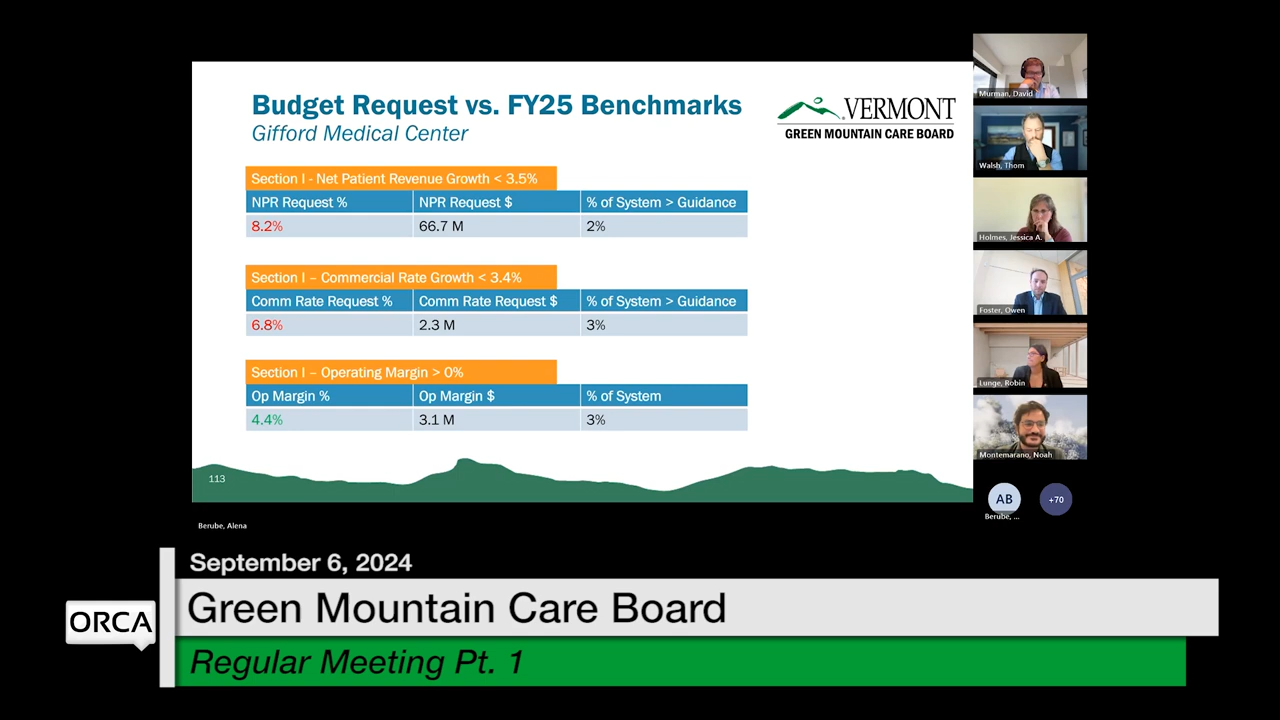 Budget Request vs. FY25 Benchmarks
Gifford Medical Center
VERMONT
GREEN MOUNTAIN CARE BOARD
Section I - Net Patient Revenue Growth < 3.5%
NPR Request % NPR Request $ % of System > Guidance
8.2% 66.7 M 2%
Section I – Commercial Rate Growth < 3.4%
Comm Rate Request % Comm Rate Request $ % of System > Guidance
6.8% 2.3 M 3%
Section I – Operating Margin > 0%
Op Margin % Op Margin $ % of System
4.4% 3.1 M 3%
113
Murman, David
Walsh, Thom
Holmes, Jessica A.
Foster, Owen
Lunge, Robin
Montemarano, Noah
AB
+70
Berube, ...
Berube, Alena
September 6, 2024
ORCA
Green Mountain Care Board
Regular Meeting Pt. 1